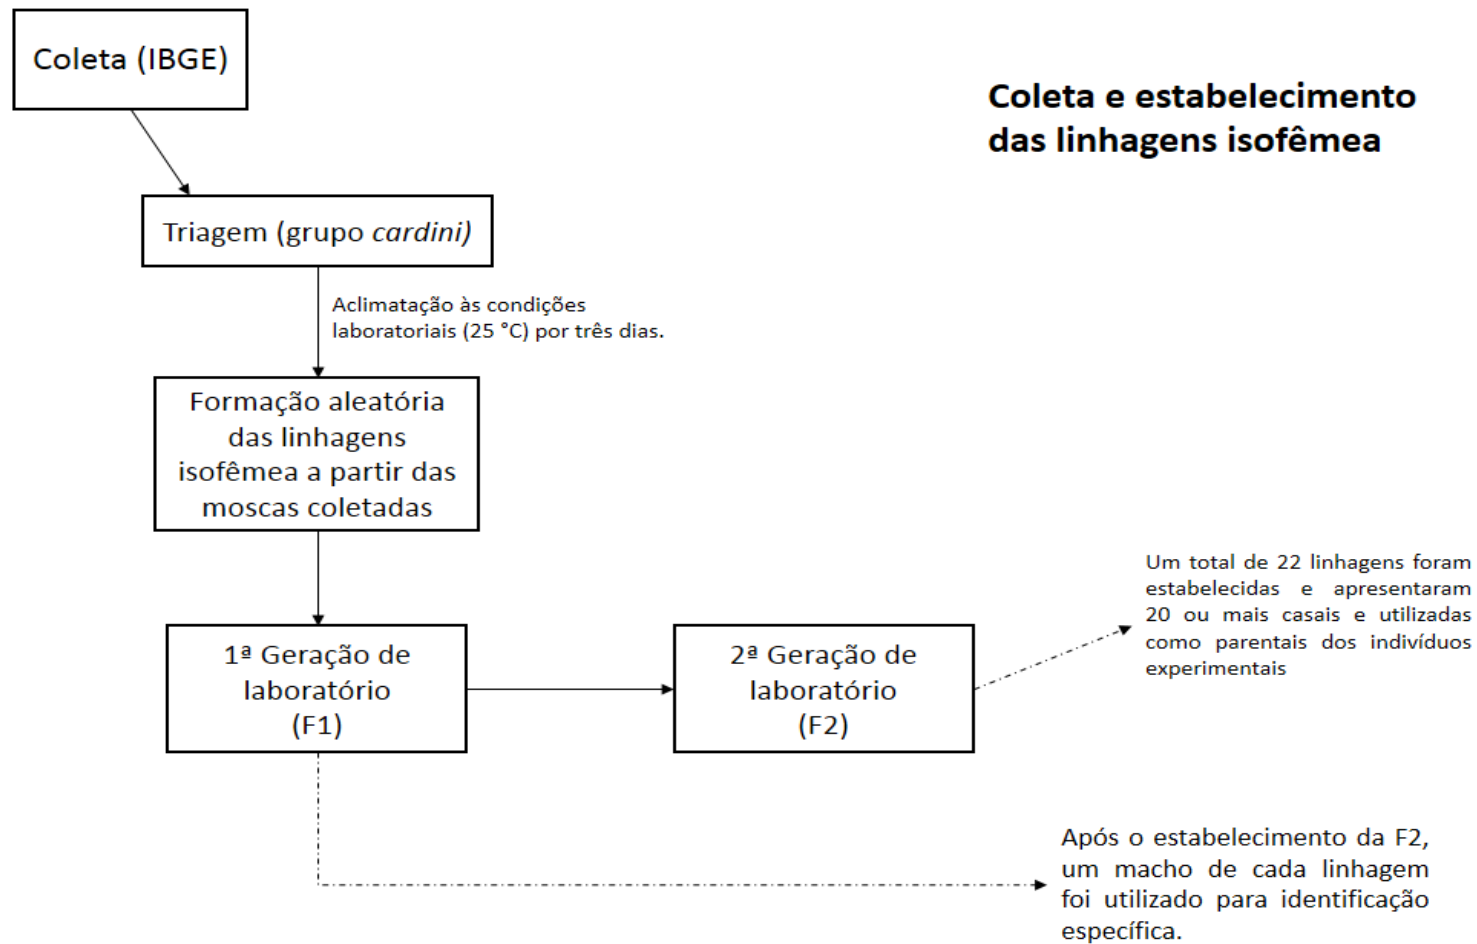 Coleta (IBGE)
Coleta e estabelecimento
das linhagens isofêmea
Triagem (grupo cardini)
Aclimatação às condições
laboratoriais (25 °C) por três dias.
Formação aleatória
das linhagens
isofêmea a partir das
moscas coletadas
1ª Geração de
laboratório
(F1)
2ª Geração de
laboratório
(F2)
Um total de 22 linhagens foram
estabelecidas e apresentaram
20 ou mais casais e utilizadas
como parentais dos indivíduos
experimentais
Após o estabelecimento da F2,
um macho de cada linhagem
foi utilizado para identificação
específica.